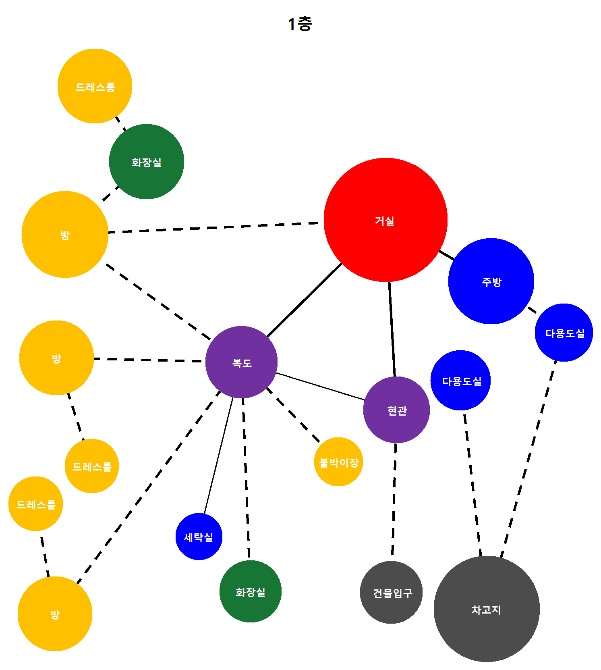 1층
드레스룸
화장실
방
거실
주방
다용도실
방
복도
다용도실
현관
드레스룸
붙박이장
드레스룸
세탁실
화장실
건물입구
방
차고지